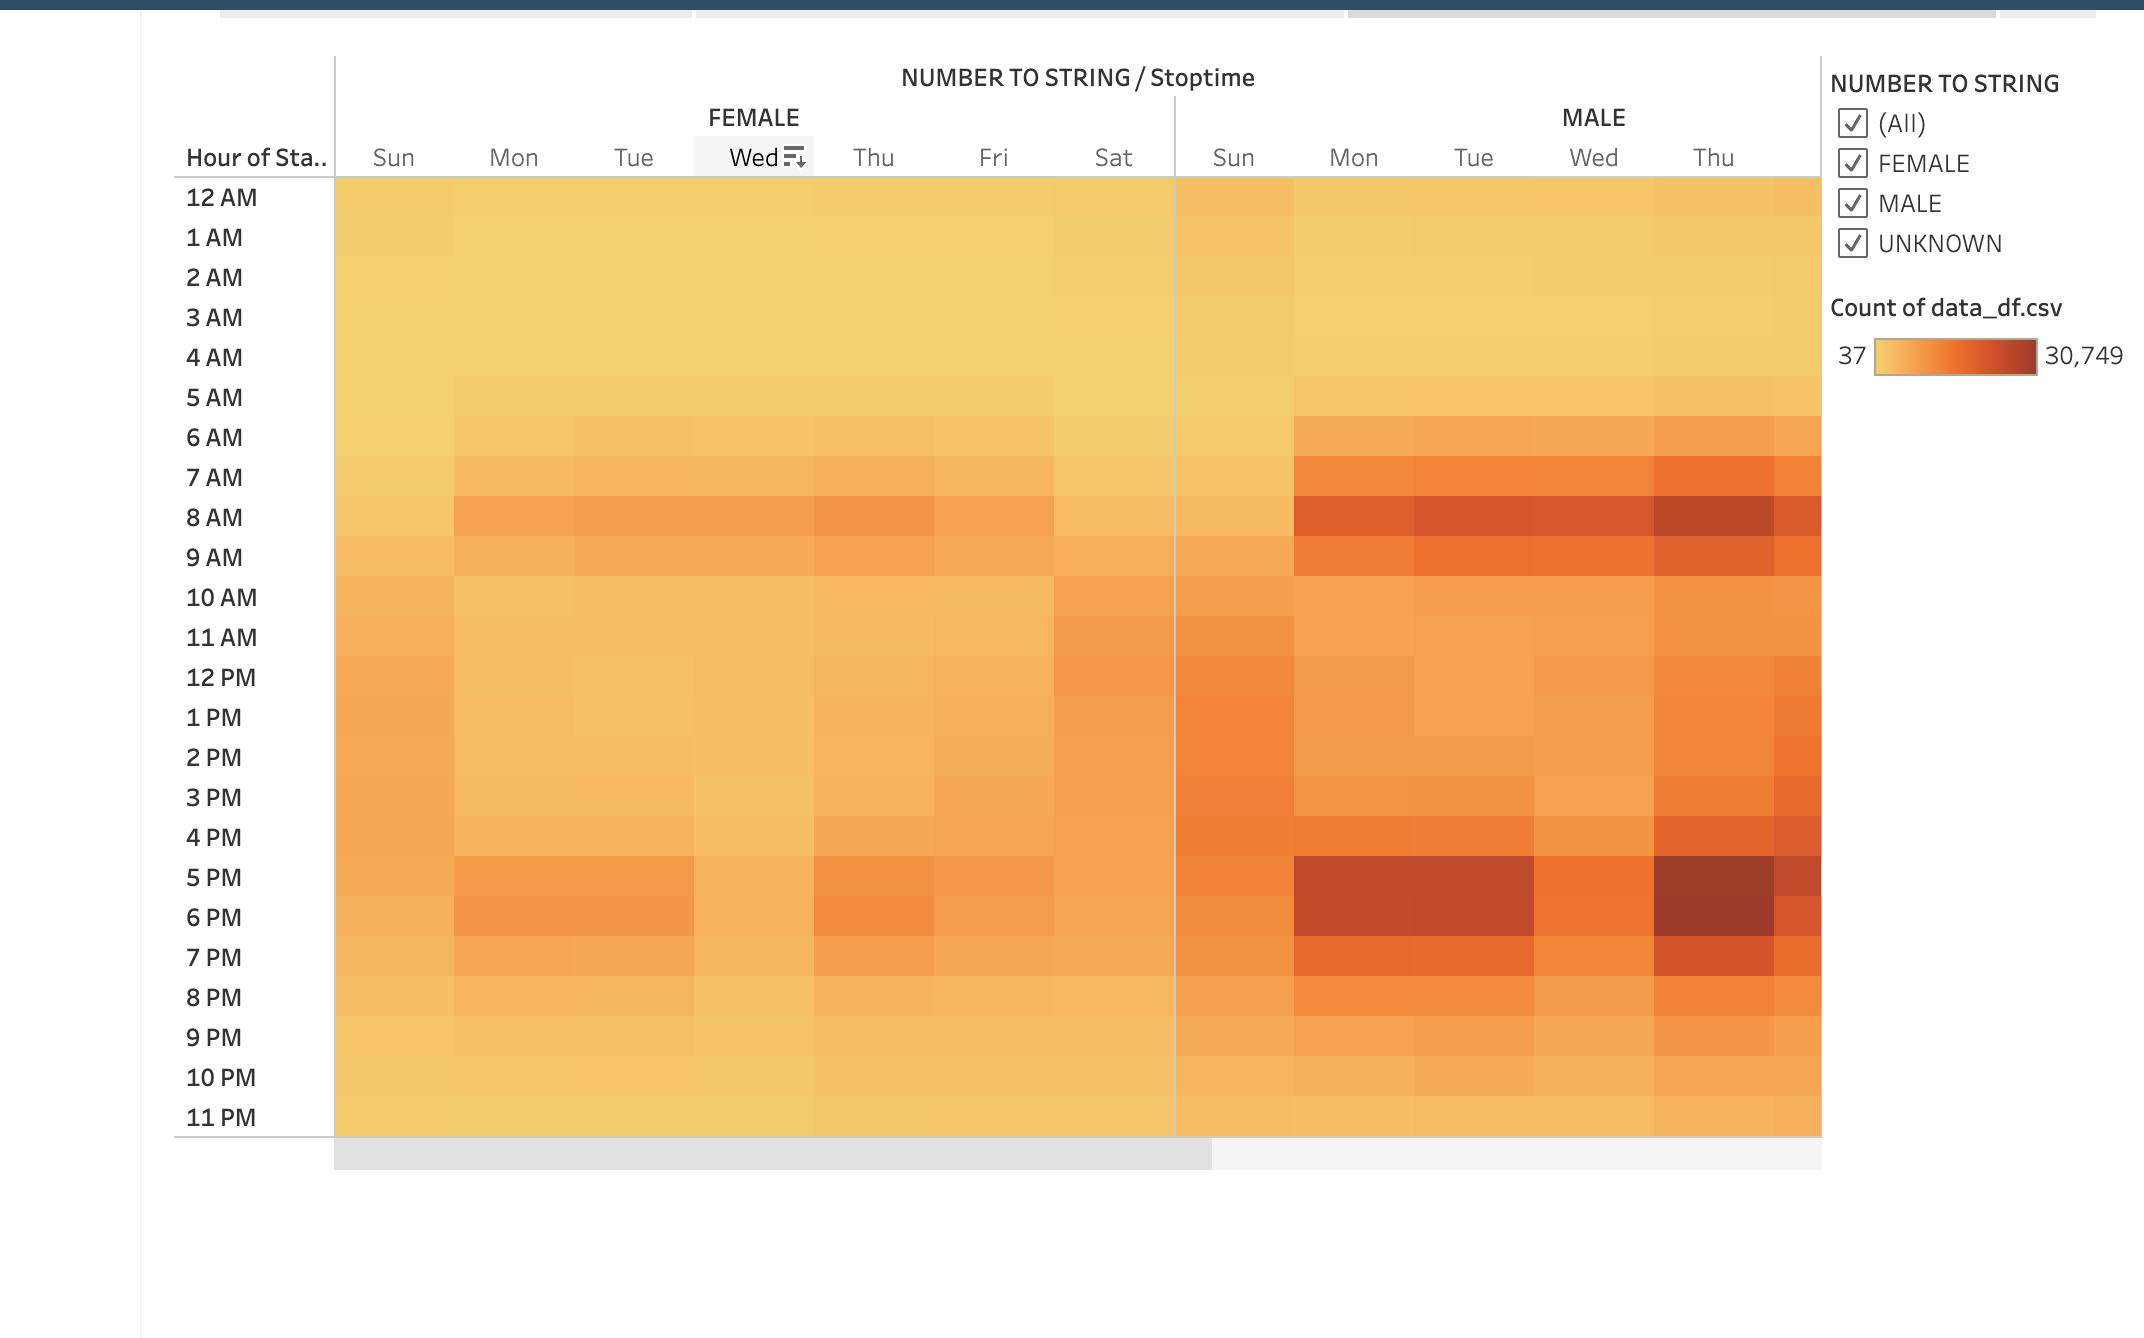 NUMBER TO STRING / Stoptime
FEMALE MALE
Hour of Sta.. Sun Mon Tue Wed Thu Fri Sat Sun Mon Tue Wed Thu
12 AM
1 AM
2 AM
3 AM
4 AM
5 AM
6 AM
7 AM
8 AM
9 AM
10 AM
11 AM
12 PM
1 PM
2 PM
3 PM
4 PM
5 PM
6 PM
7 PM
8 PM
9 PM
10 PM
11 PM
NUMBER TO STRING
(All)
FEMALE
MALE
UNKNOWN
Count of data_df.csv
37 30,749